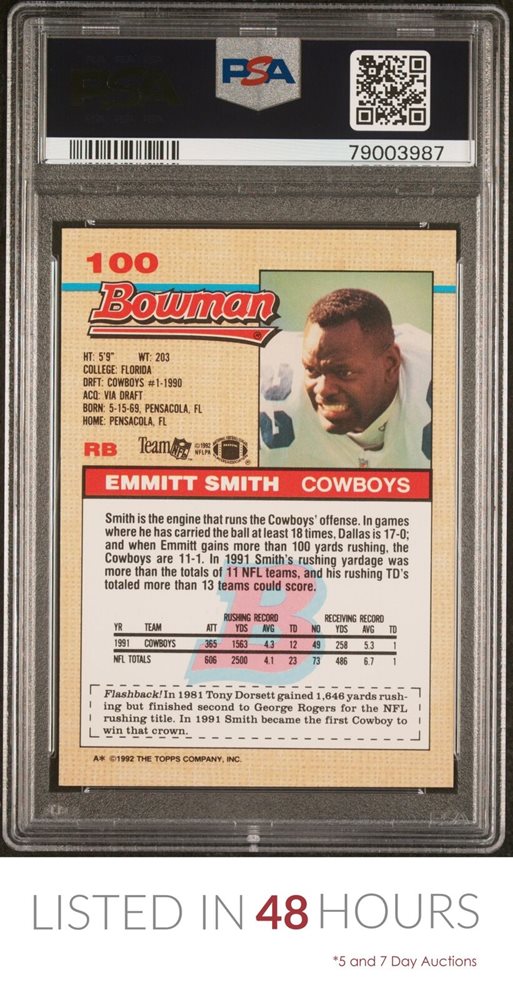 PSA
79003987
100
Bowman
HT: 5'9" WT: 203
COLLEGE: FLORIDA
DRFT: COWBOYS #1-1990
ACQ: VIA DRAFT
BORN: 5-15-69, PENSACOLA, FL
HOME: PENSACOLA, FL
RB Team NFL ©1992 NFLPA
EMMITT SMITH COWBOYS
Smith is the engine that runs the Cowboys' offense. In games
where he has carried the ball at least 18 times, Dallas is 17-0;
and when Emmitt gains more than 100 yards rushing, the
Cowboys are 11-1. In 1991 Smith's rushing yardage was
more than the totals of 11 NFL teams, and his rushing TD's
totaled more than 13 teams could score.
RUSHING RECORD RECEIVING RECORD
YR TEAM ATT YDS AVG TD NO YDS AVG TD
1991 COWBOYS 365 1563 4.3 12 49 258 5.3 1
NFL TOTALS 606 2500 4.1 23 73 486 6.7 1
Flashback! In 1981 Tony Dorsett gained 1,646 yards rush-
ing but finished second to George Rogers for the NFL
rushing title. In 1991 Smith became the first Cowboy to
win that crown.
A* ©1992 THE TOPPS COMPANY, INC.
LISTED IN 48 HOURS
*5 and 7 Day Auctions